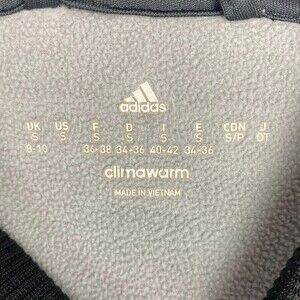 adidas
UK US F D I E CDN J
S S S S S S S/P OT
8-10 36-38 34-36 40-42 34-36
climawarm
MADE IN VIETNAM